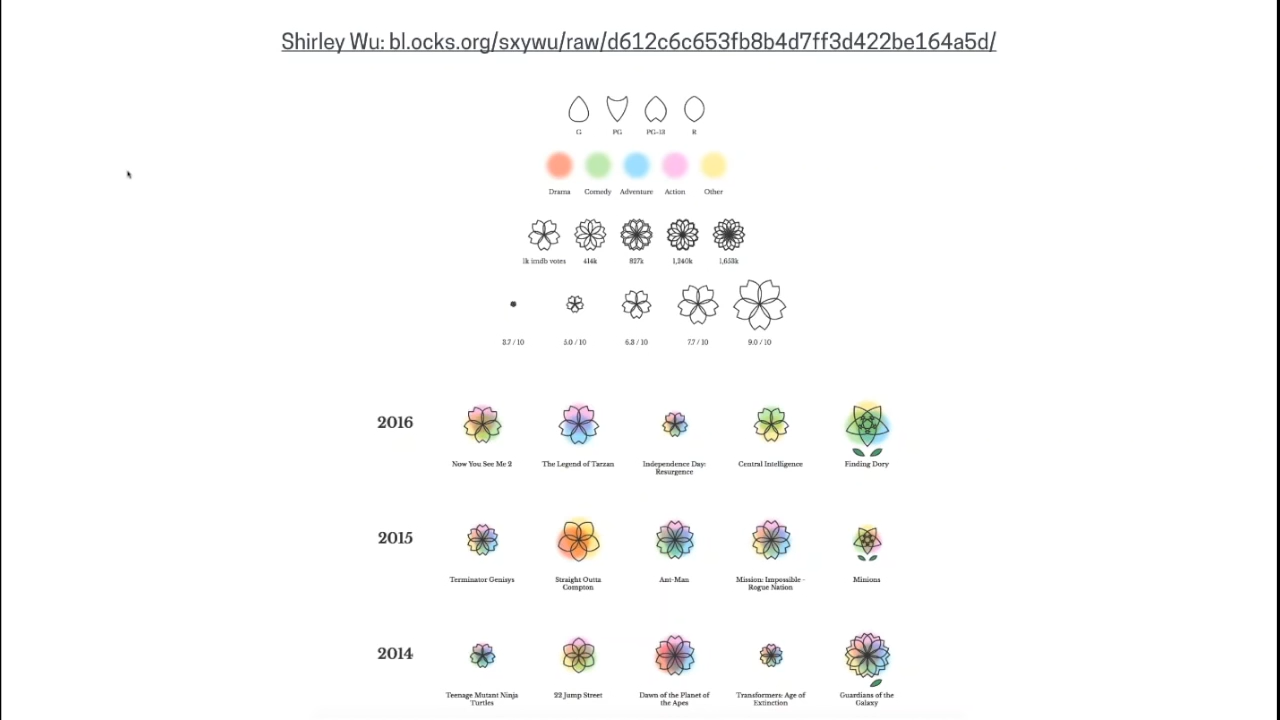 Shirley Wu: bl.ocks.org/sxywu/raw/d612c6c653fb8b4d7ff3d422be164a5d/
G PG PG-13 R
Drama Comedy Adventure Action Other
1k imdb votes 414k 827k 1,240k 1,653k
3.7 / 10 5.0 / 10 6.3 / 10 7.7 / 10 9.0 / 10
2016
Now You See Me 2 The Legend of Tarzan Independence Day: Central Intelligence Finding Dory
Resurgence
2015
Terminator Genisys Straight Outta Ant-Man Mission: Impossible - Minions
Compton Rogue Nation
2014
Teenage Mutant Ninja 22 Jump Street Dawn of the Planet of Transformers: Age of Guardians of the
Turtles the Apes Extinction Galaxy